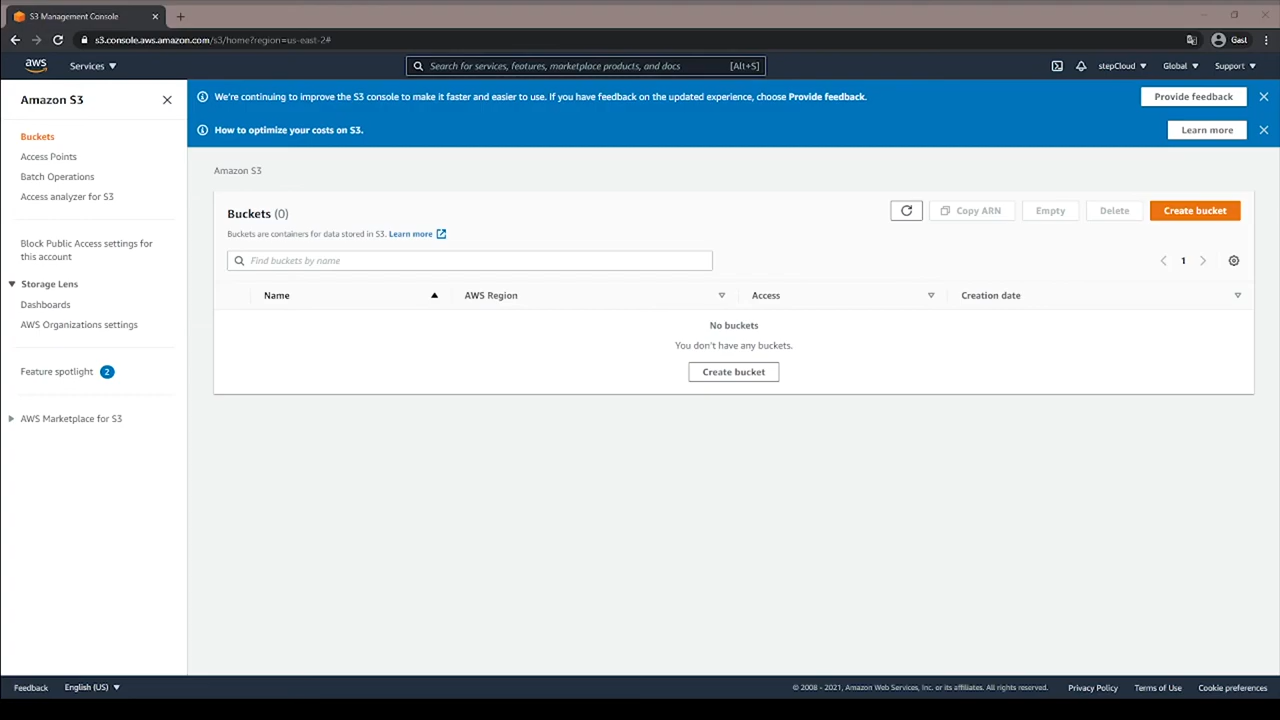 S3 Management Console
s3.console.aws.amazon.com/s3/home?region=us-east-2#
Gast
aws
Services
Search for services, features, marketplace products, and docs
[Alt+S]
stepCloud
Global
Support
Amazon S3
Buckets
Access Points
Batch Operations
Access analyzer for S3
Block Public Access settings for
this account
Storage Lens
Dashboards
AWS Organizations settings
Feature spotlight 2
AWS Marketplace for S3
We're continuing to improve the S3 console to make it faster and easier to use. If you have feedback on the updated experience, choose Provide feedback.
Provide feedback
How to optimize your costs on S3.
Learn more
Amazon S3
Buckets (0)
Copy ARN
Empty
Delete
Create bucket
Buckets are containers for data stored in S3. Learn more
Find buckets by name
1
Name
AWS Region
Access
Creation date
No buckets
You don't have any buckets.
Create bucket
Feedback
English (US)
© 2008 - 2021, Amazon Web Services, Inc. or its affiliates. All rights reserved.
Privacy Policy
Terms of Use
Cookie preferences